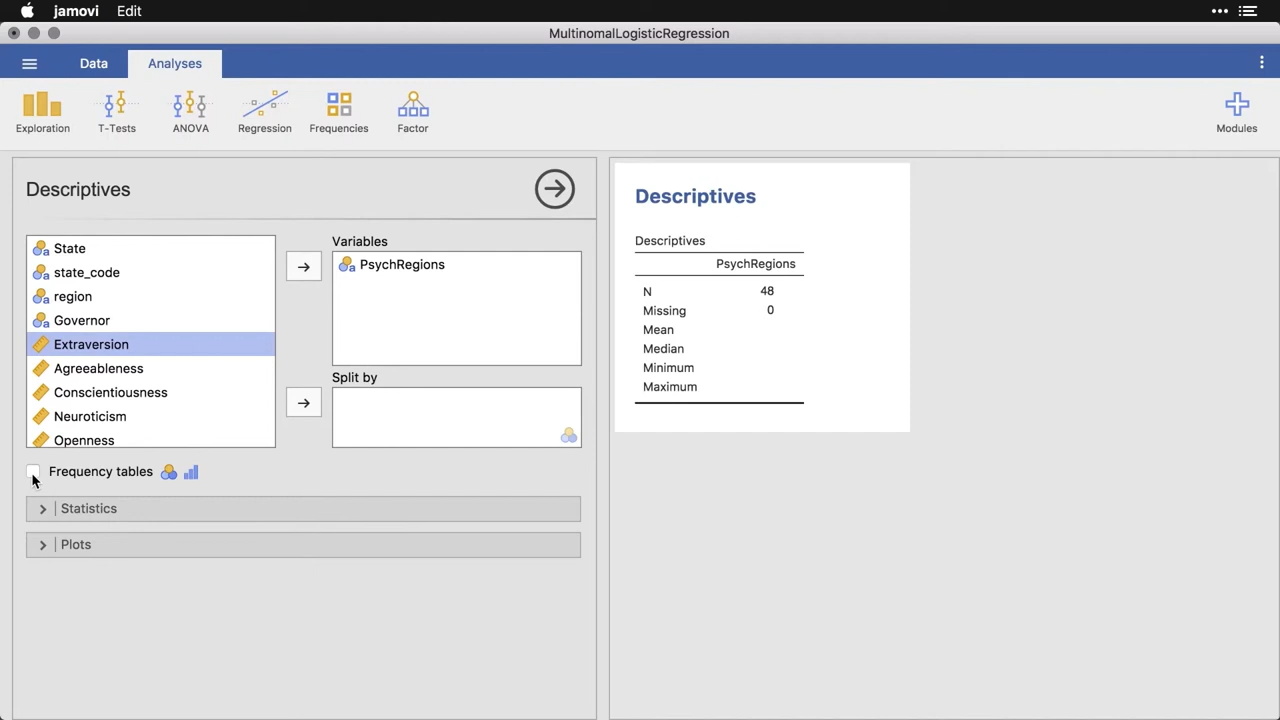 jamovi Edit
MultinomalLogisticRegression
Data Analyses
Exploration T-Tests ANOVA Regression Frequencies Factor Modules
Descriptives
State
state_code
region
Governor
Extraversion
Agreeableness
Conscientiousness
Neuroticism
Openness
Variables
PsychRegions
Split by
Frequency tables
Statistics
Plots
Descriptives
Descriptives
PsychRegions
N 48
Missing 0
Mean
Median
Minimum
Maximum